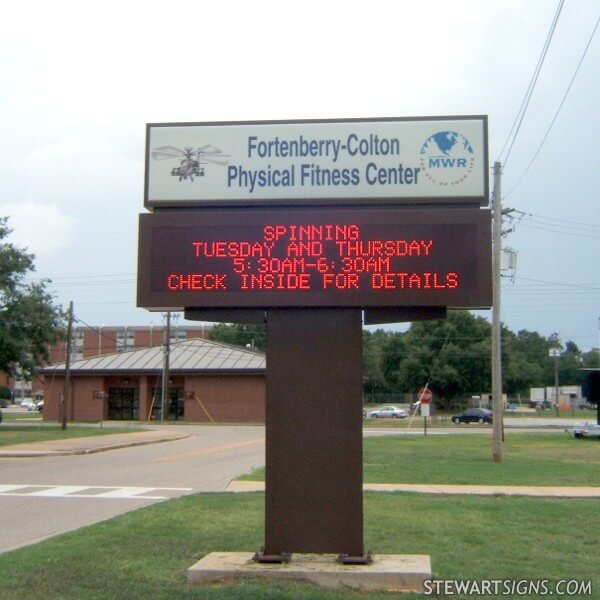 Fortenberry-Colton
Physical Fitness Center
MWR
SPINNING
TUESDAY AND THURSDAY
5:30AM-6:30AM
CHECK INSIDE FOR DETAILS
STOP
STEWARTSIGNS.COM